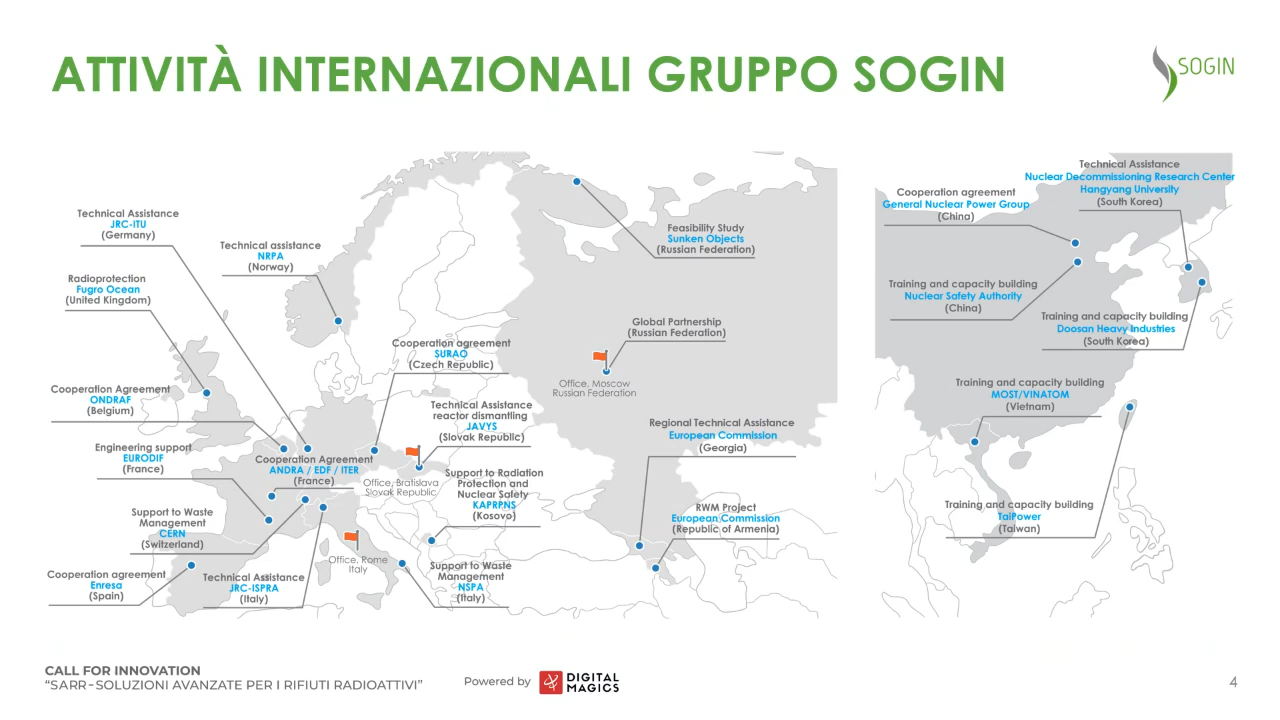 ATTIVITÀ INTERNAZIONALI GRUPPO SOGIN
SOGIN
Technical Assistance
JRC-ITU
(Germany)
Technical assistance
NRPA
(Norway)
Radioprotection
Fugro Ocean
(United Kingdom)
Cooperation Agreement
ONDRAF
(Belgium)
Engineering support
EURODIF
(France)
Support to Waste
Management
CERN
(Switzerland)
Cooperation agreement
Enresa
(Spain)
Technical Assistance
JRC-ISPRA
(Italy)
Cooperation Agreement
ANDRA / EDF / ITER
(France)
Office, Rome
Italy
Cooperation agreement
SURAO
(Czech Republic)
Technical Assistance
reactor dismantling
JAVYS
(Slovak Republic)
Office, Bratislava
Slovak Republic
Support to Radiation
Protection and
Nuclear Safety
KAPRPNS
(Kosovo)
Support to Waste
Management
NSPA
(Italy)
Feasibility Study
Sunken Objects
(Russian Federation)
Global Partnership
(Russian Federation)
Office, Moscow
Russian Federation
Regional Technical Assistance
European Commission
(Georgia)
RWM Project
European Commission
(Republic of Armenia)
Cooperation agreement
General Nuclear Power Group
(China)
Technical Assistance
Nuclear Decommissioning Research Center
Hangyang University
(South Korea)
Training and capacity building
Nuclear Safety Authority
(China)
Training and capacity building
Doosan Heavy Industries
(South Korea)
Training and capacity building
MOST/VINATOM
(Vietnam)
Training and capacity building
TaiPower
(Taiwan)
CALL FOR INNOVATION
“SARR–SOLUZIONI AVANZATE PER I RIFIUTI RADIOATTIVI”
Powered by
DIGITAL
MAGICS
4